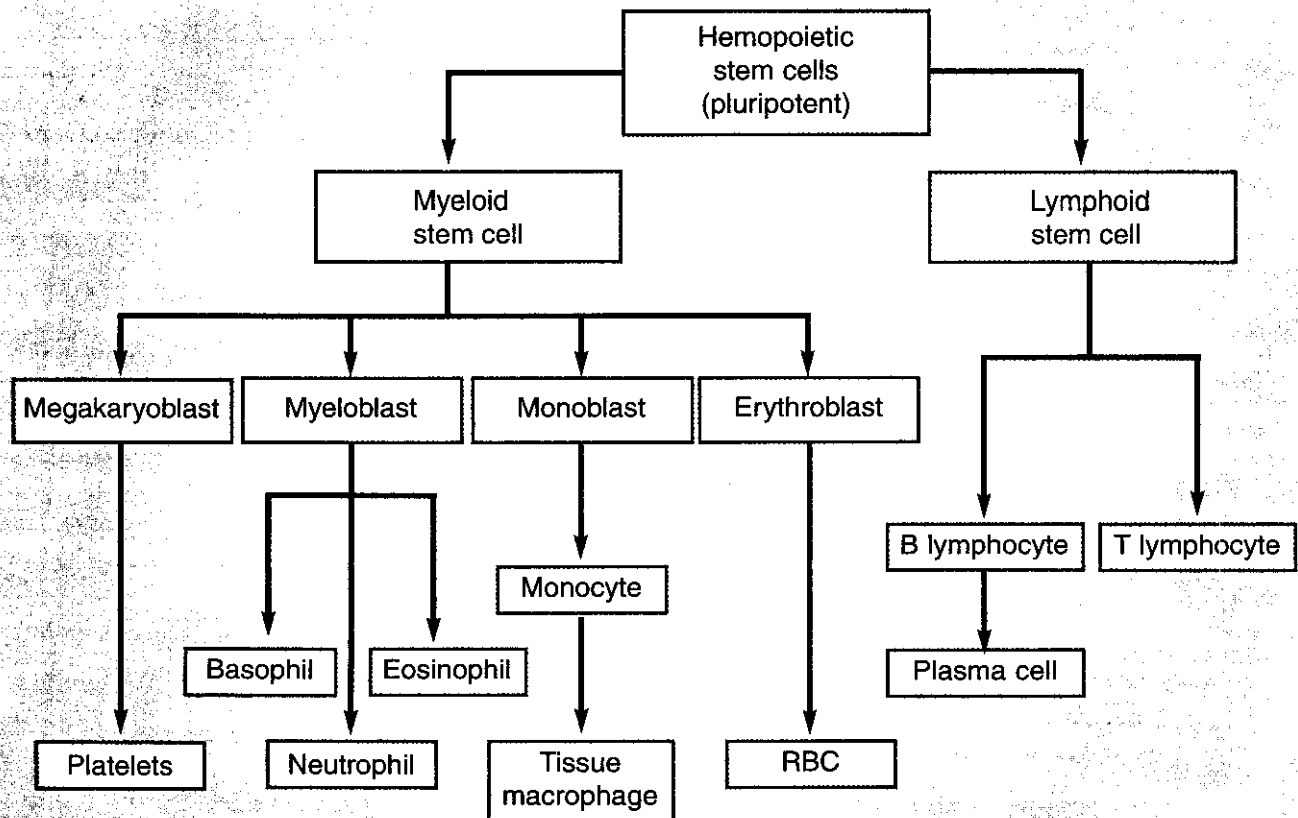 Hemopoietic
stem cells
(pluripotent)
Myeloid
stem cell
Lymphoid
stem cell
Megakaryoblast
Myeloblast
Monoblast
Erythroblast
B lymphocyte
T lymphocyte
Monocyte
Basophil
Eosinophil
Plasma cell
Platelets
Neutrophil
Tissue
macrophage
RBC